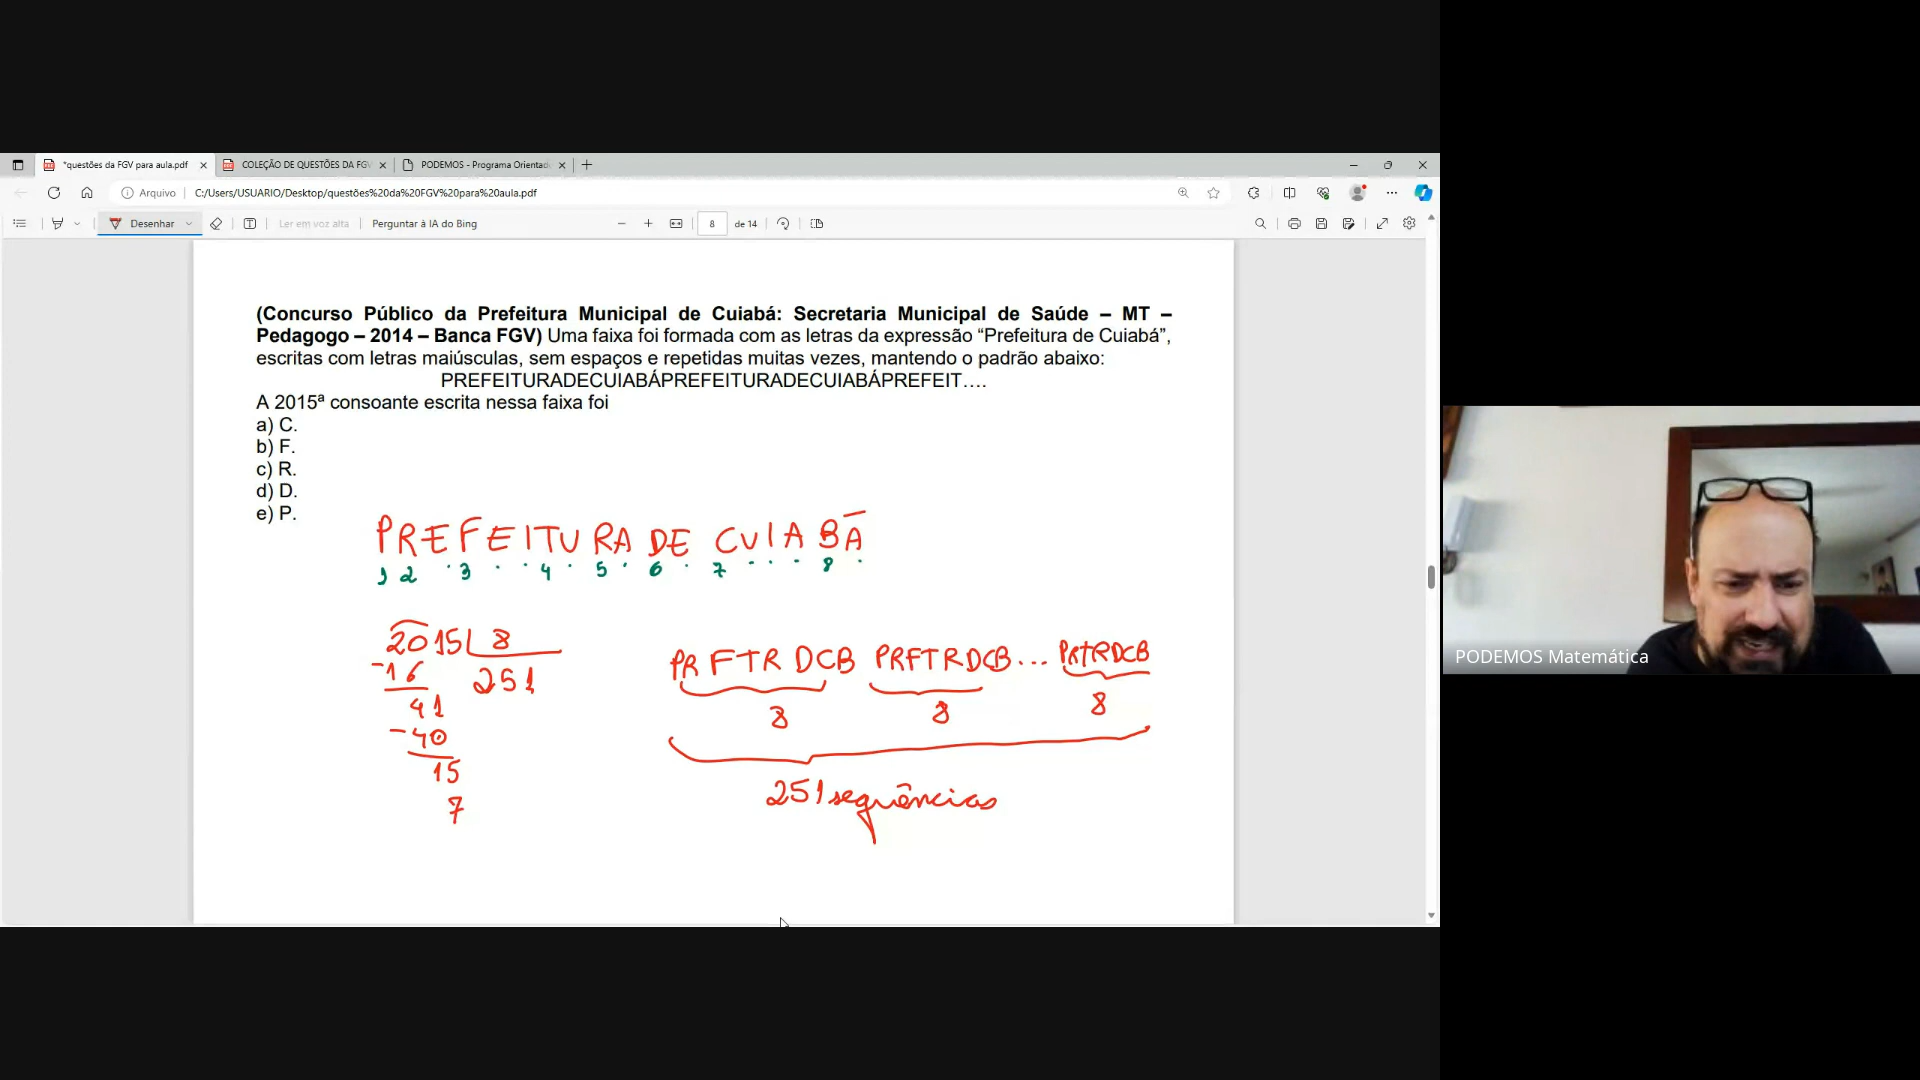 *questões da FGV para aula.pdf
COLEÇÃO DE QUESTÕES DA FGV
PODEMOS - Programa Orientad
Arquivo C:/Users/USUARIO/Desktop/questões%20da%20FGV%20para%20aula.pdf
Desenhar Ler em voz alta Perguntar à IA do Bing 8 de 14
(Concurso Público da Prefeitura Municipal de Cuiabá: Secretaria Municipal de Saúde – MT –
Pedagogo – 2014 – Banca FGV) Uma faixa foi formada com as letras da expressão “Prefeitura de Cuiabá”,
escritas com letras maiúsculas, sem espaços e repetidas muitas vezes, mantendo o padrão abaixo:
PREFEITURADECUIABÁPREFEITURADECUIABÁPREFEIT….
A 2015ª consoante escrita nessa faixa foi
a) C.
b) F.
c) R.
d) D.
e) P.
PREFEITURA DE CUIABÁ
1 2 3 4 5 6 7 8
2015 8
-16 251
41
-40
15
7
PRFTRDCB PRFTRDCB... PRTRDCB
8 8 8
251 sequências
PODEMOS Matemática